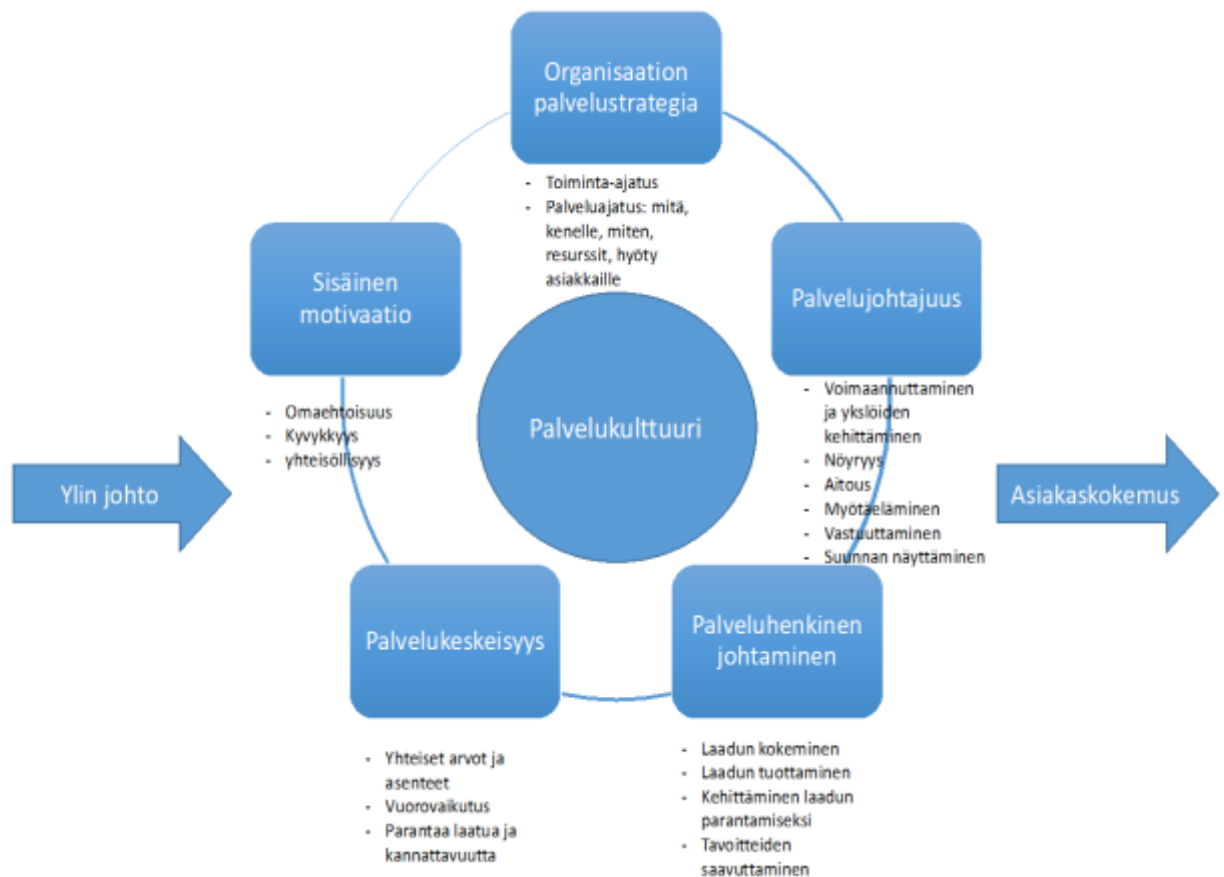 Organisaation
palvelustrategia
- Toiminta-ajatus
- Palveluajatus: mitä,
kenelle, miten,
resurssit, hyöty
asiakkaille
Sisäinen
motivaatio
- Omaehtoisuus
- Kyvykkyys
- yhteisöllisyys
Palvelujohtajuus
- Voimaannuttaminen
ja ykslöiden
kehittäminen
- Nöyryys
- Aitous
- Myötäeläminen
- Vastuuttaminen
- Suunnan näyttäminen
Palvelukulttuuri
Ylin johto
Asiakaskokemus
Palvelukeskeisyys
- Yhteiset arvot ja
asenteet
- Vuorovaikutus
- Parantaa laatua ja
kannattavuutta
Palveluhenkinen
johtaminen
- Laadun kokeminen
- Laadun tuottaminen
- Kehittäminen laadun
parantamiseksi
- Tavoitteiden
saavuttaminen